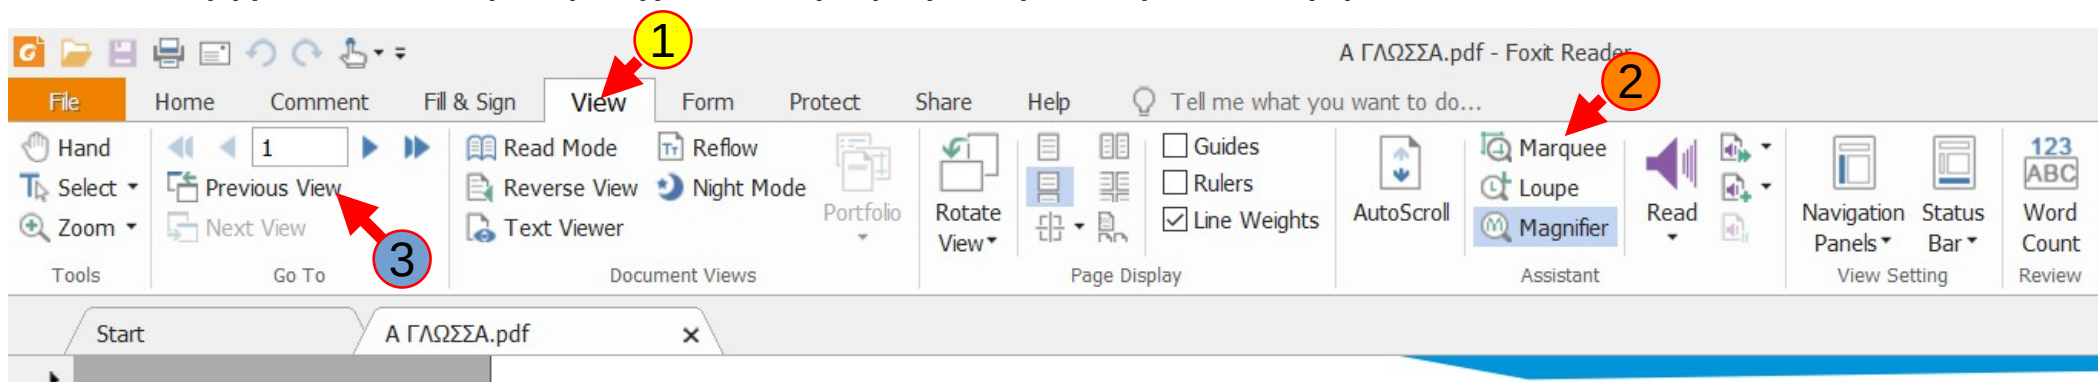 1
Α ΓΛΩΣΣΑ.pdf - Foxit Reader
2
File Home Comment Fill & Sign View Form Protect Share Help Tell me what you want to do...
Hand 1 Read Mode Reflow Guides Marquee 123
ABC
Select Previous View Reverse View Night Mode Rulers Loupe
Zoom Next View Text Viewer Portfolio Rotate View Line Weights AutoScroll Magnifier Read Navigation Panels Status Bar Word Count
3
Tools Go To Document Views Page Display Assistant View Setting Review
Start Α ΓΛΩΣΣΑ.pdf